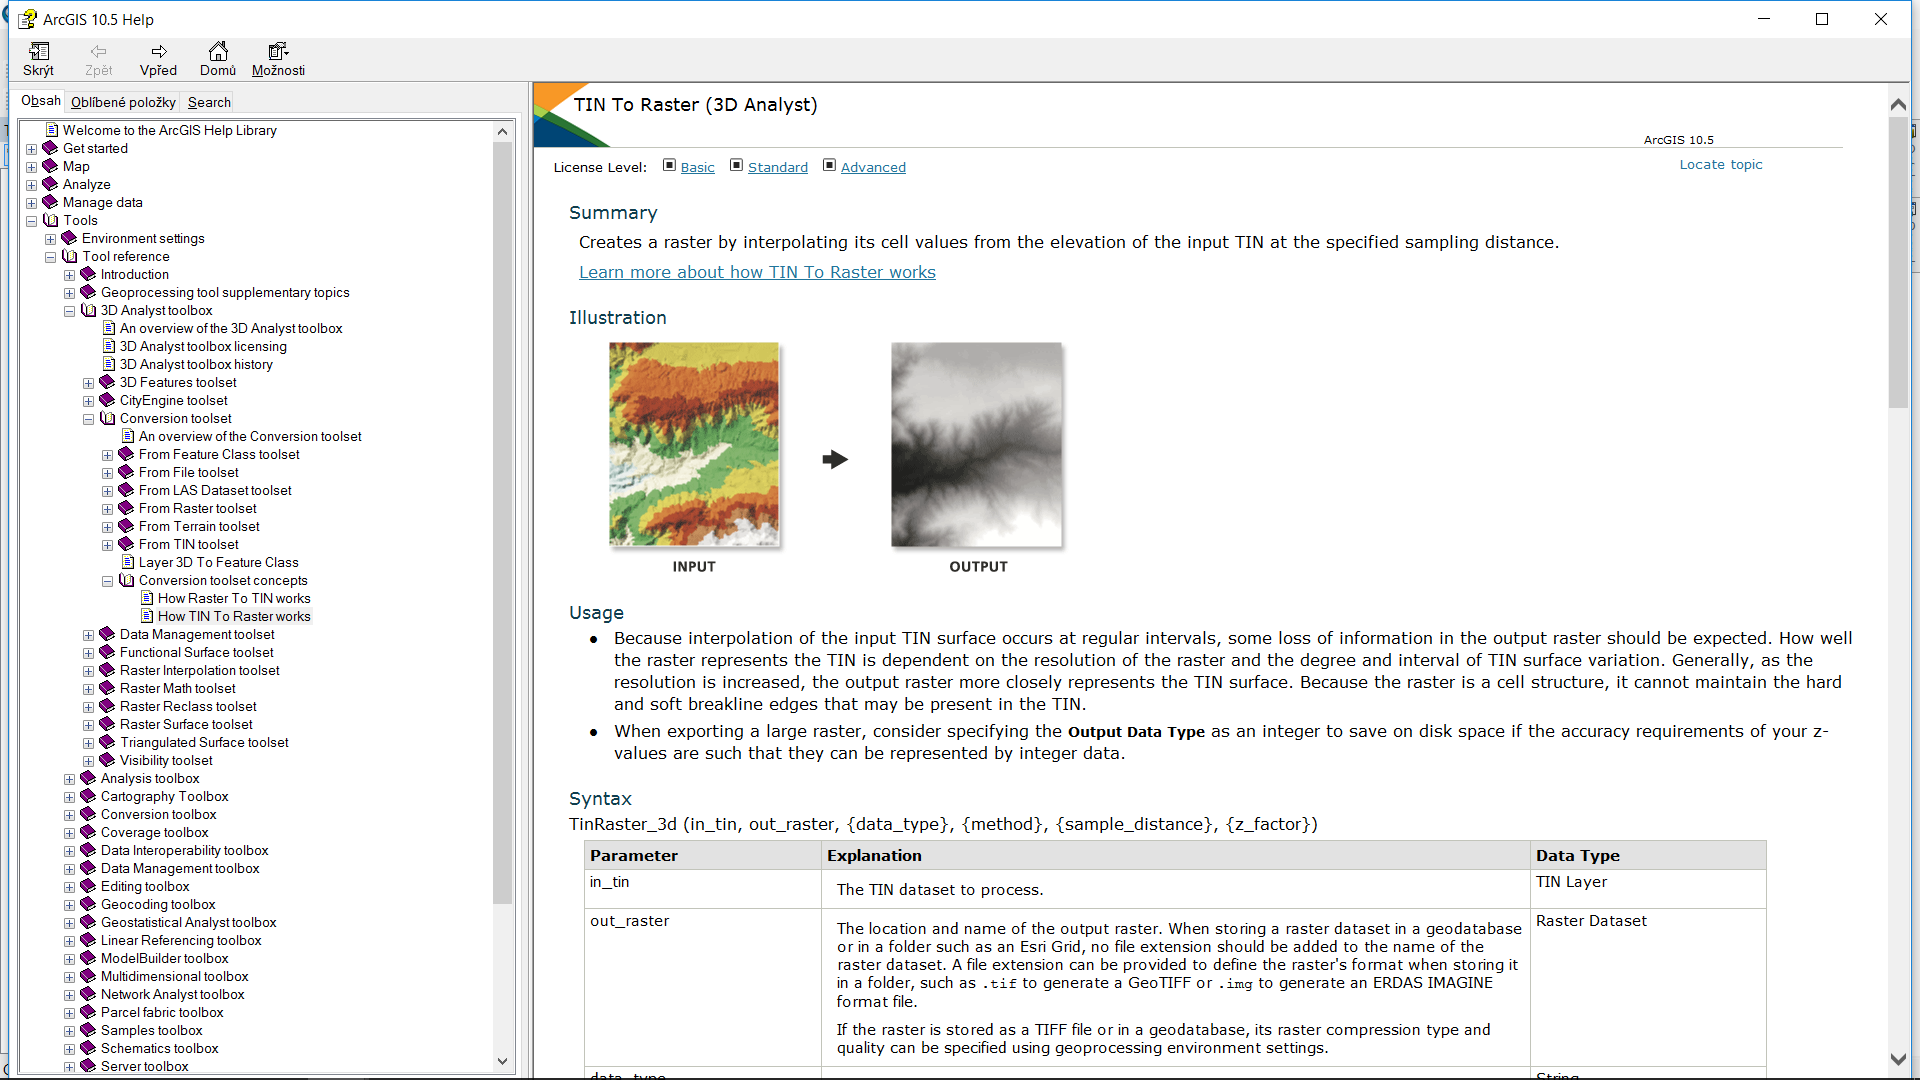 ArcGIS 10.5 Help
Skrýt
Zpět
Vpřed
Domů
Možnosti
Obsah
Oblíbené položky
Search
Welcome to the ArcGIS Help Library
Get started
Map
Analyze
Manage data
Tools
Environment settings
Tool reference
Introduction
Geoprocessing tool supplementary topics
3D Analyst toolbox
An overview of the 3D Analyst toolbox
3D Analyst toolbox licensing
3D Analyst toolbox history
3D Features toolset
CityEngine toolset
Conversion toolset
An overview of the Conversion toolset
From Feature Class toolset
From File toolset
From LAS Dataset toolset
From Raster toolset
From Terrain toolset
From TIN toolset
Layer 3D To Feature Class
Conversion toolset concepts
How Raster To TIN works
How TIN To Raster works
Data Management toolset
Functional Surface toolset
Raster Interpolation toolset
Raster Math toolset
Raster Reclass toolset
Raster Surface toolset
Triangulated Surface toolset
Visibility toolset
Analysis toolbox
Cartography Toolbox
Conversion toolbox
Coverage toolbox
Data Interoperability toolbox
Data Management toolbox
Editing toolbox
Geocoding toolbox
Geostatistical Analyst toolbox
Linear Referencing toolbox
ModelBuilder toolbox
Multidimensional toolbox
Network Analyst toolbox
Parcel fabric toolbox
Samples toolbox
Schematics toolbox
Server toolbox
TIN To Raster (3D Analyst)
ArcGIS 10.5
License Level: Basic Standard Advanced
Locate topic
Summary
Creates a raster by interpolating its cell values from the elevation of the input TIN at the specified sampling distance.
Learn more about how TIN To Raster works
Illustration
INPUT
OUTPUT
Usage
Because interpolation of the input TIN surface occurs at regular intervals, some loss of information in the output raster should be expected. How well
the raster represents the TIN is dependent on the resolution of the raster and the degree and interval of TIN surface variation. Generally, as the
resolution is increased, the output raster more closely represents the TIN surface. Because the raster is a cell structure, it cannot maintain the hard
and soft breakline edges that may be present in the TIN.
When exporting a large raster, consider specifying the Output Data Type as an integer to save on disk space if the accuracy requirements of your z-
values are such that they can be represented by integer data.
Syntax
TinRaster_3d (in_tin, out_raster, {data_type}, {method}, {sample_distance}, {z_factor})
Parameter
Explanation
Data Type
in_tin
The TIN dataset to process.
TIN Layer
out_raster
The location and name of the output raster. When storing a raster dataset in a geodatabase
or in a folder such as an Esri Grid, no file extension should be added to the name of the
raster dataset. A file extension can be provided to define the raster's format when storing it
in a folder, such as .tif to generate a GeoTIFF or .img to generate an ERDAS IMAGINE
format file.
If the raster is stored as a TIFF file or in a geodatabase, its raster compression type and
quality can be specified using geoprocessing environment settings.
Raster Dataset
data_type
String